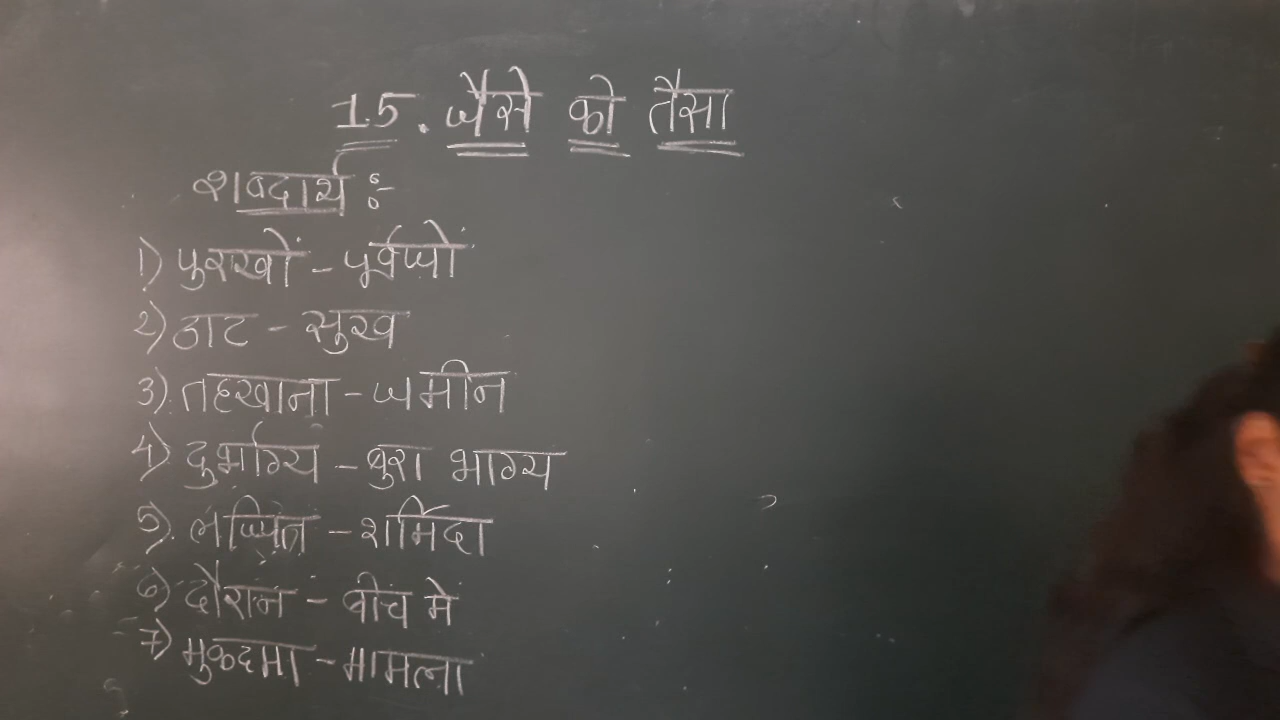 15. जैसे को तैसा
शब्दार्थ :-
1) पुरखों - पूर्वजों
2) ठाट - सुख
3) तहखाना - जमीन
4) दुर्भाग्य - बुरा भाग्य
5) लज्जित - शर्मिंदा
6) दौरान - बीच में
7) मुकदमा - मामला